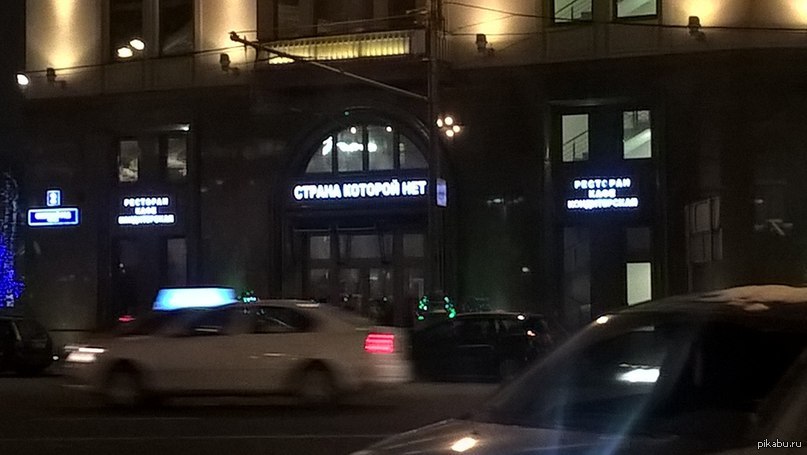 СТРАНА КОТОРОЙ НЕТ
РЕСТОРАН
КАФЕ
КОНДИТЕРСКАЯ
РЕСТОРАН
КАФЕ
КОНДИТЕРСКАЯ
pikabu.ru